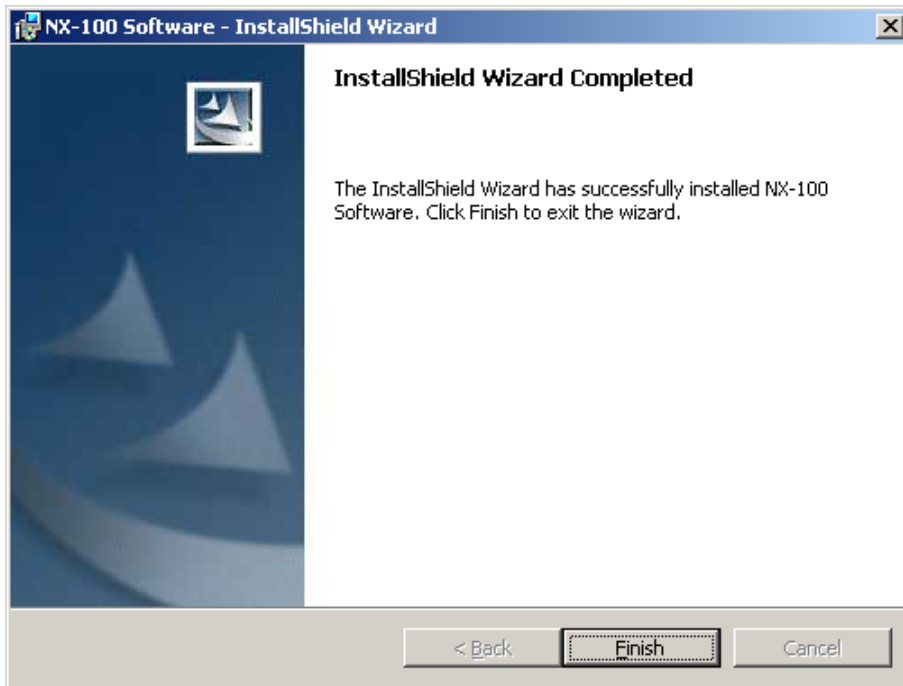 NX-100 Software - InstallShield Wizard
InstallShield Wizard Completed
The InstallShield Wizard has successfully installed NX-100
Software. Click Finish to exit the wizard.
< Back
Finish
Cancel